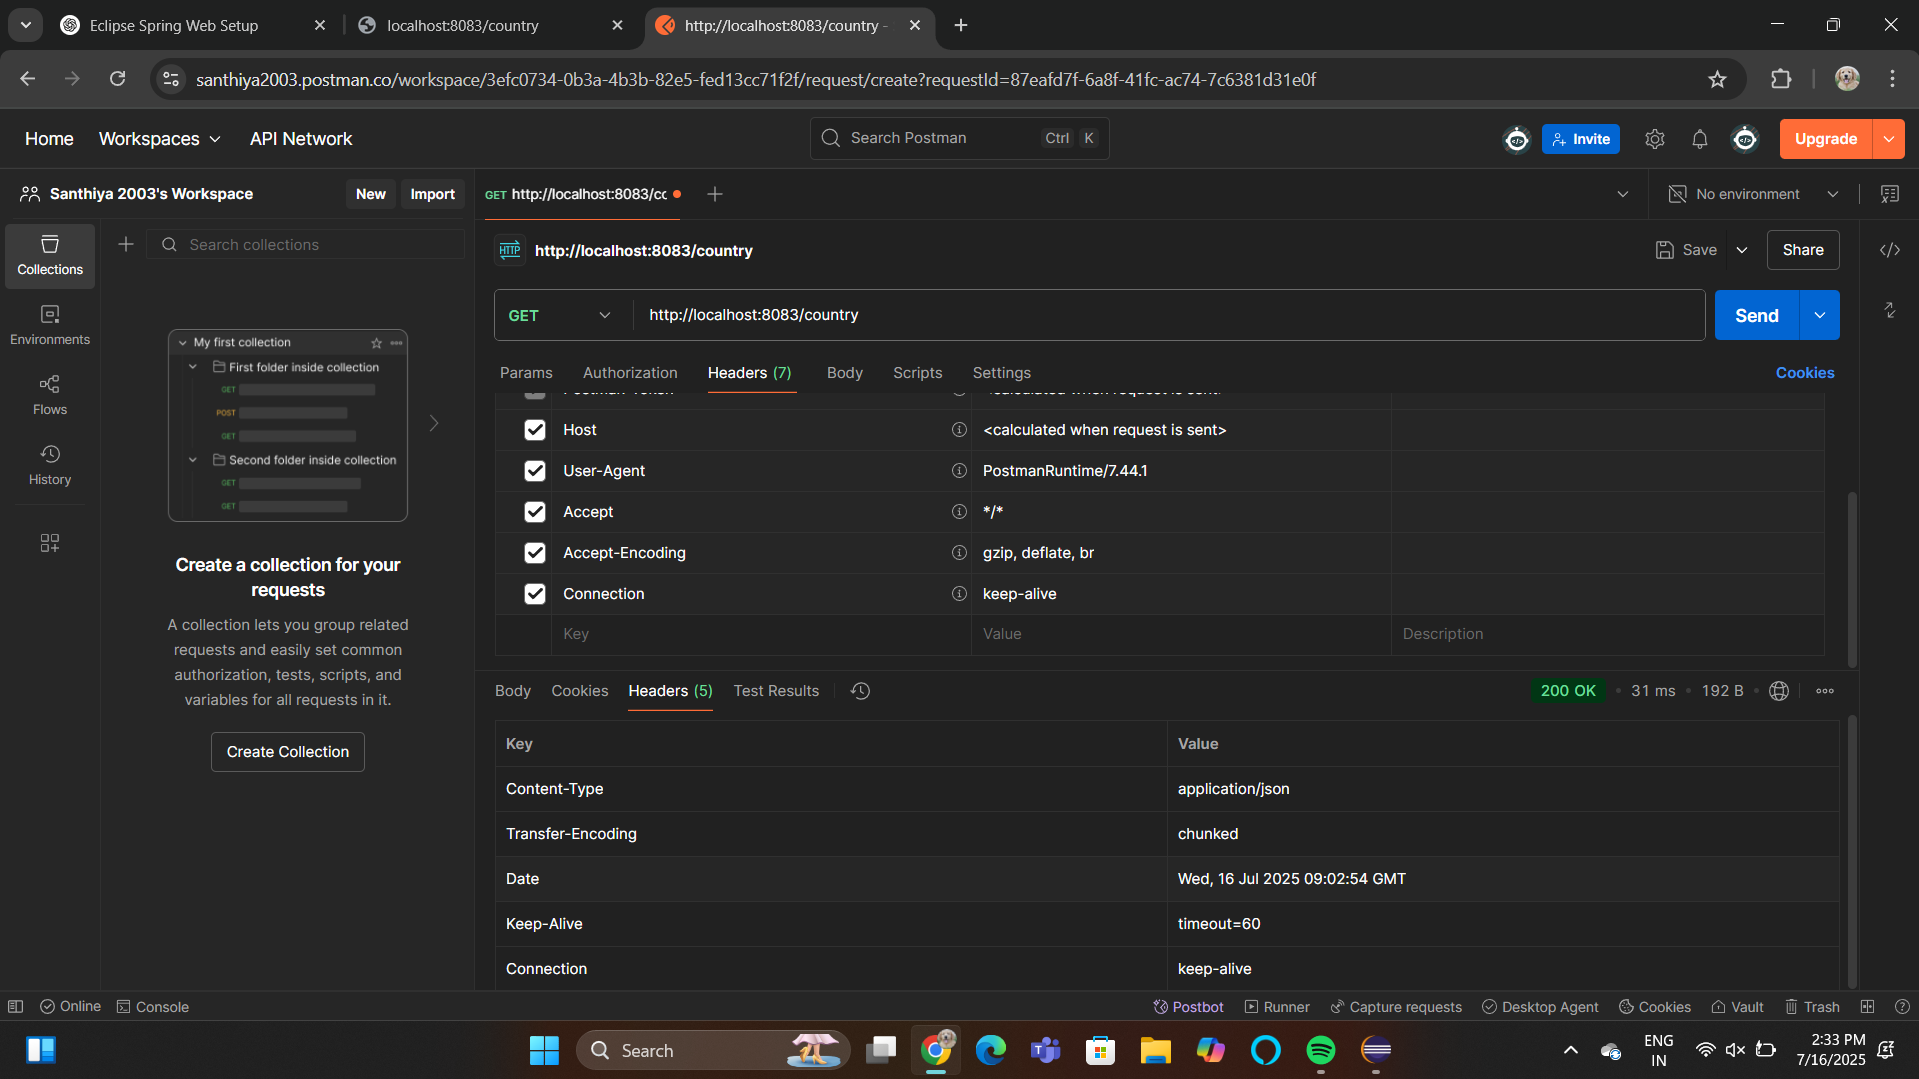 Eclipse Spring Web Setup
localhost:8083/country
http://localhost:8083/country -
santhiya2003.postman.co/workspace/3efc0734-0b3a-4b3b-82e5-fed13cc71f2f/request/create?requestId=87eafd7f-6a8f-41fc-ac74-7c6381d31e0f
Home
Workspaces
API Network
Search Postman
Ctrl
K
Invite
Upgrade
Santhiya 2003's Workspace
New
Import
GET http://localhost:8083/cc
No environment
Collections
Environments
Flows
History
Search collections
My first collection
First folder inside collection
GET
POST
GET
Second folder inside collection
GET
GET
Create a collection for your
requests
A collection lets you group related
requests and easily set common
authorization, tests, scripts, and
variables for all requests in it.
Create Collection
HTTP
http://localhost:8083/country
Save
Share
GET
http://localhost:8083/country
Send
Params
Authorization
Headers (7)
Body
Scripts
Settings
Cookies
Host
<calculated when request is sent>
User-Agent
PostmanRuntime/7.44.1
Accept
*/*
Accept-Encoding
gzip, deflate, br
Connection
keep-alive
Key
Value
Description
Body
Cookies
Headers (5)
Test Results
200 OK
31 ms
192 B
Key
Value
Content-Type
application/json
Transfer-Encoding
chunked
Date
Wed, 16 Jul 2025 09:02:54 GMT
Keep-Alive
timeout=60
Connection
keep-alive
Online
Console
Postbot
Runner
Capture requests
Desktop Agent
Cookies
Vault
Trash
Search
ENG
IN
2:33 PM
7/16/2025